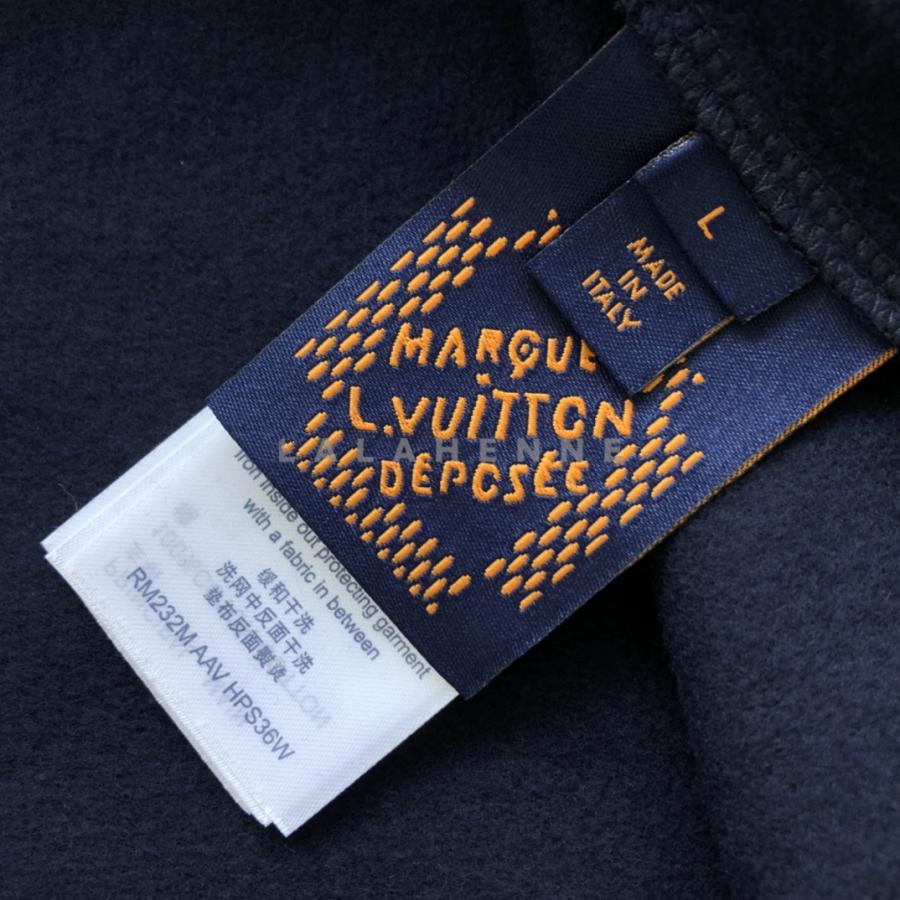 L
MADE
IN
ITALY
MARQUE
L.VUITTON
DÉPOSÉE
LALAHENNE
iron inside out protecting garment
with a fabric in between
缓和干洗
洗网中反面干洗
垫布反面熨烫
RM232M AAV HPS36W